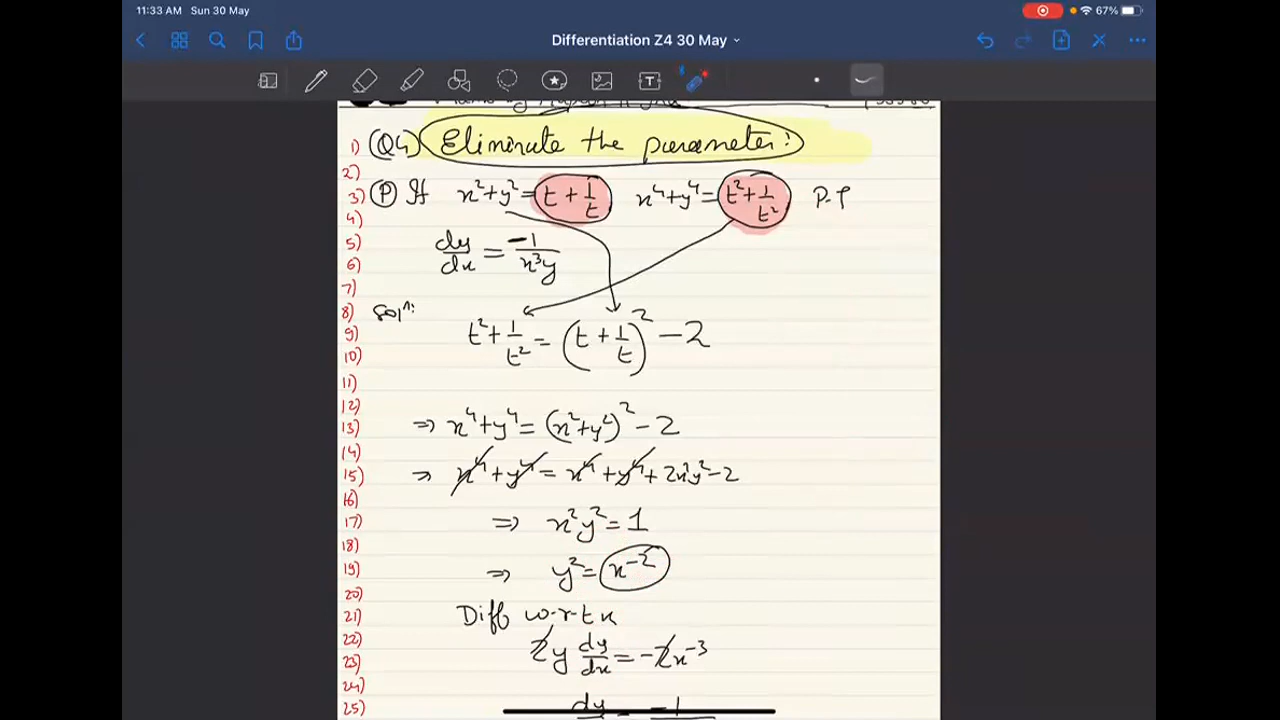 11:33 AM Sun 30 May
67%
Differentiation Z4 30 May
1) (Q4) Eliminate the parameter:
2)
3) (P) If x²+y² = t + 1/t x⁴+y⁴ = t² + 1/t² P.T
4)
5) dy/dx = -1/x³y
6)
7)
8) Solⁿ:
9) t² + 1/t² = (t + 1/t)² - 2
10)
11)
12)
13) ⇒ x⁴+y⁴ = (x²+y²)² - 2
14)
15) ⇒ x⁴+y⁴ = x⁴+y⁴+2x²y²-2
16)
17) ⇒ x²y² = 1
18)
19) ⇒ y² = x⁻²
20)
21) Diff w.r.t x
22)
23) 2y dy/dx = -2x⁻³
24)
25) dy -1